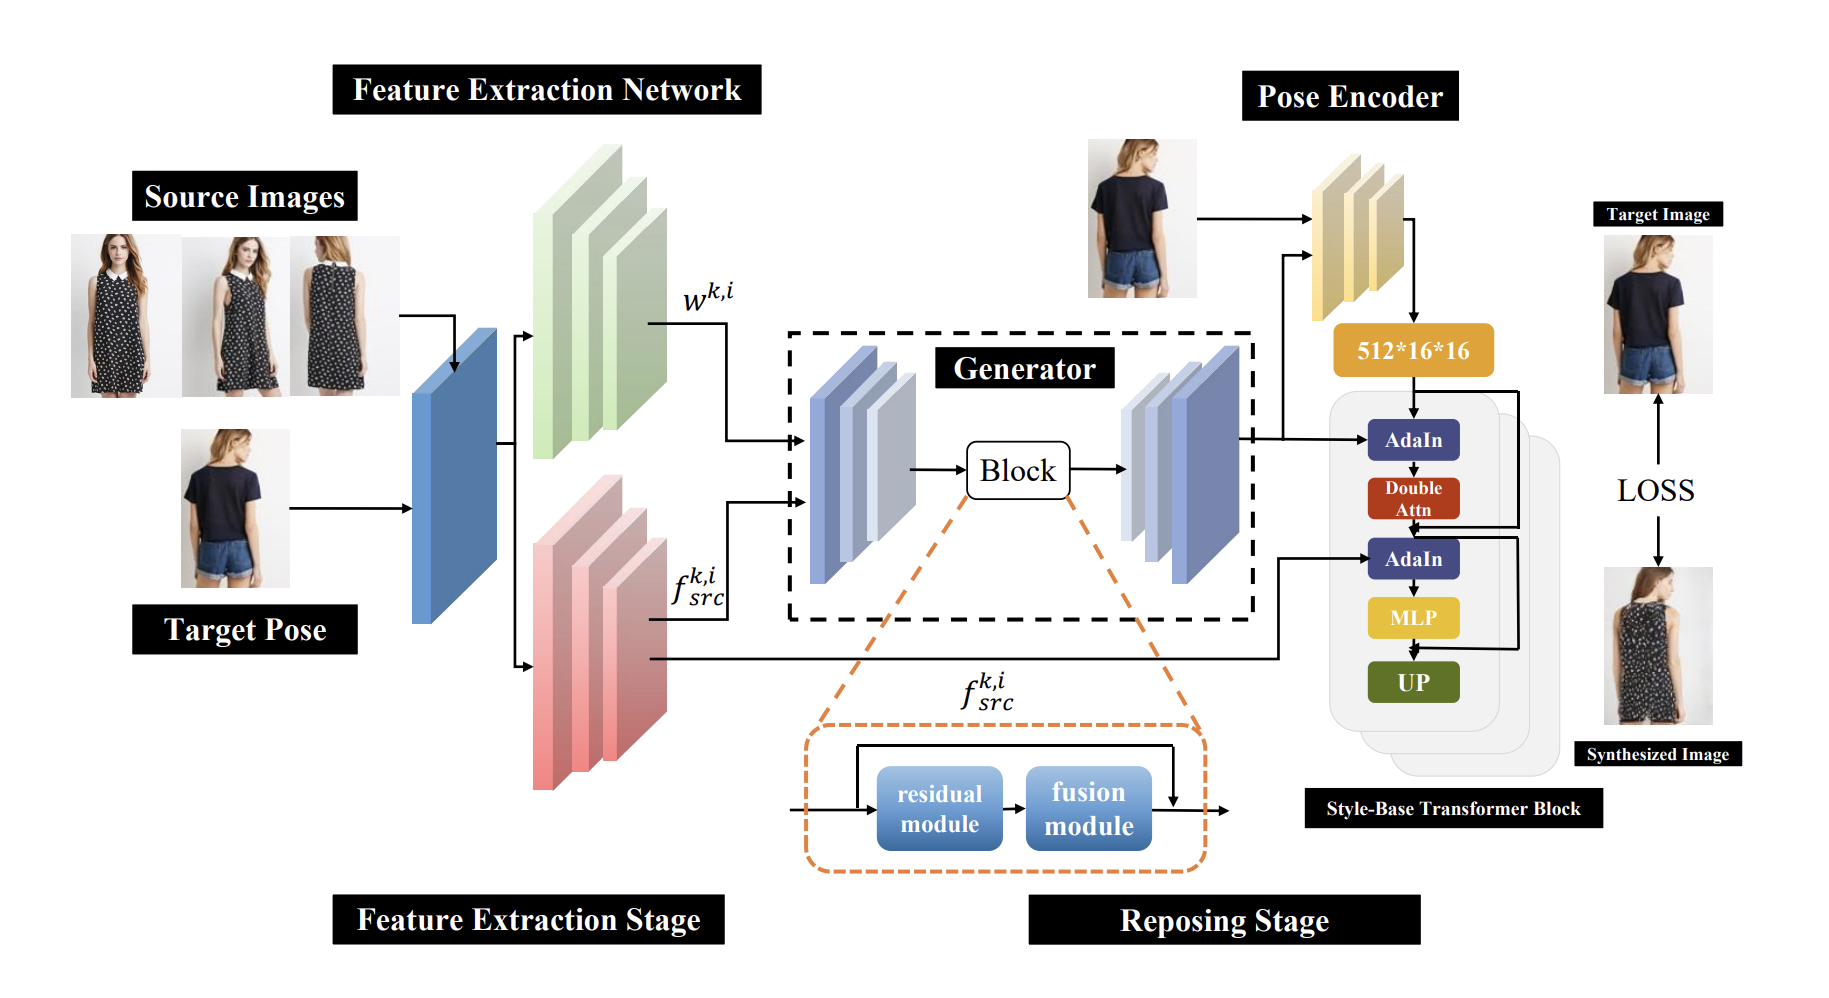 Feature Extraction Network
Pose Encoder
Source Images
Target Image
w^{k,i}
512*16*16
Generator
AdaIn
Block
Double
Attn
LOSS
AdaIn
f_{src}^{k,i}
MLP
Target Pose
UP
f_{src}^{k,i}
Synthesized Image
residual
module
fusion
module
Style-Base Transformer Block
Feature Extraction Stage
Reposing Stage